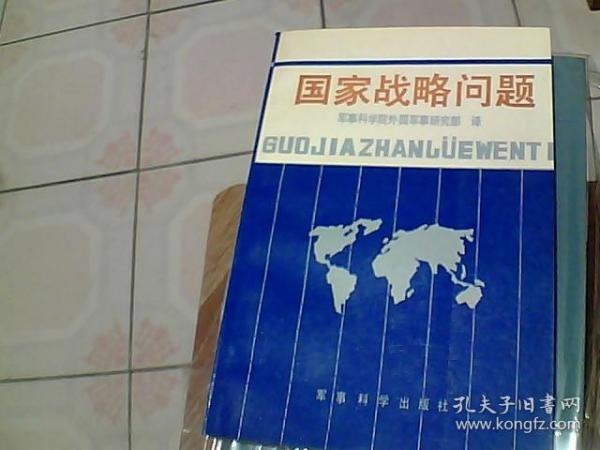 国家战略问题
军事科学院外国军事研究部 译
GUOJIAZHANLÜEWENTI
军事科学出版社
孔夫子旧书网
www.kongfz.com